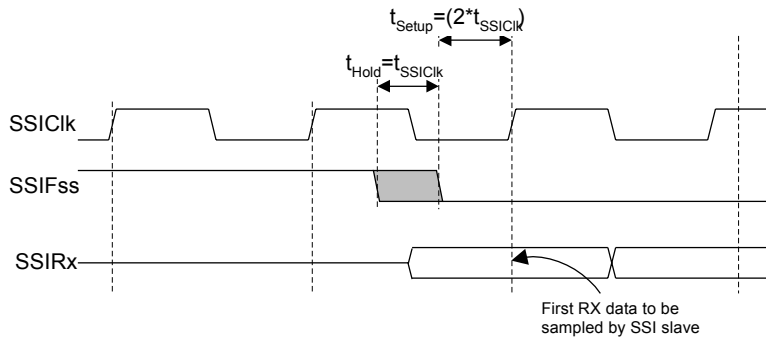 tSetup=(2*tSSIClk)
tHold=tSSIClk
SSIClk
SSIFss
SSIRx
First RX data to be
sampled by SSI slave